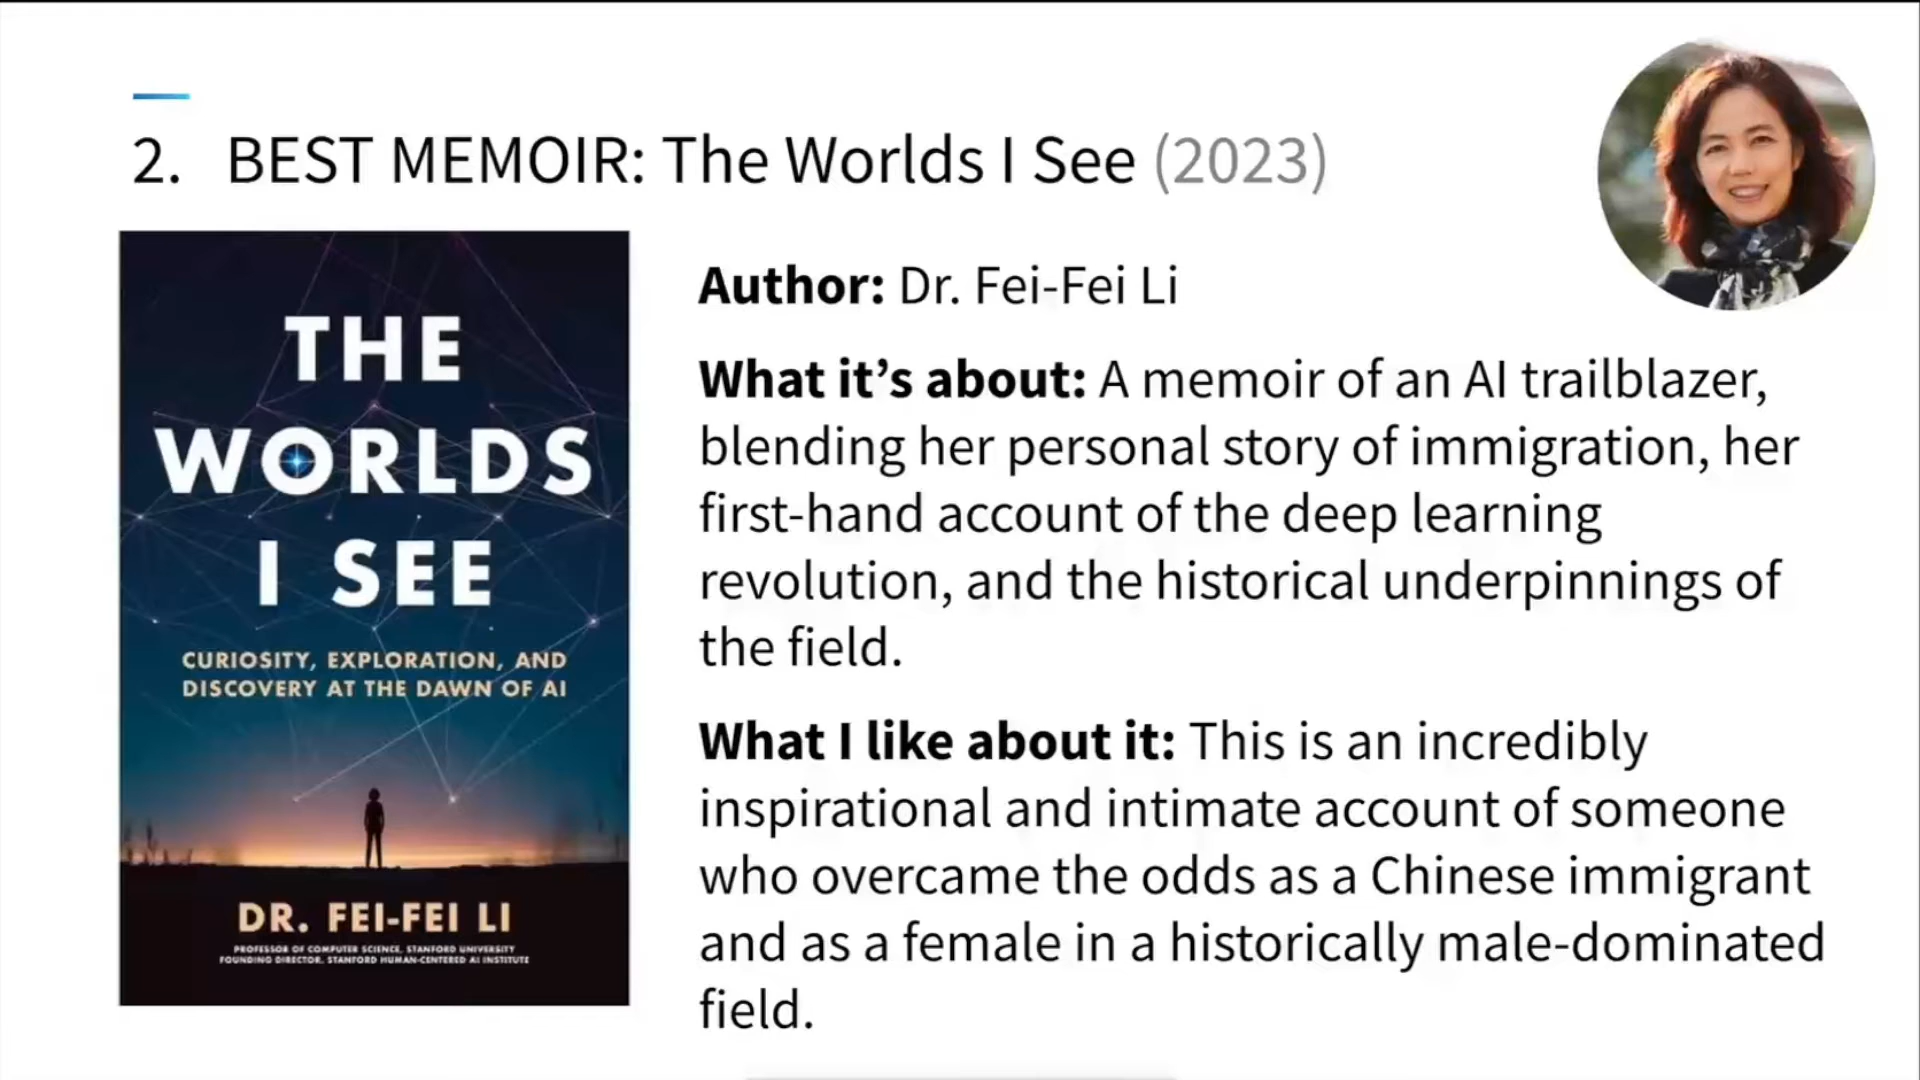 2. BEST MEMOIR: The Worlds I See (2023)
THE
WORLDS
I SEE
CURIOSITY, EXPLORATION, AND
DISCOVERY AT THE DAWN OF AI
DR. FEI-FEI LI
PROFESSOR OF COMPUTER SCIENCE, STANFORD UNIVERSITY
FOUNDING DIRECTOR, STANFORD HUMAN-CENTERED AI INSTITUTE
Author: Dr. Fei-Fei Li
What it’s about: A memoir of an AI trailblazer,
blending her personal story of immigration, her
first-hand account of the deep learning
revolution, and the historical underpinnings of
the field.
What I like about it: This is an incredibly
inspirational and intimate account of someone
who overcame the odds as a Chinese immigrant
and as a female in a historically male-dominated
field.